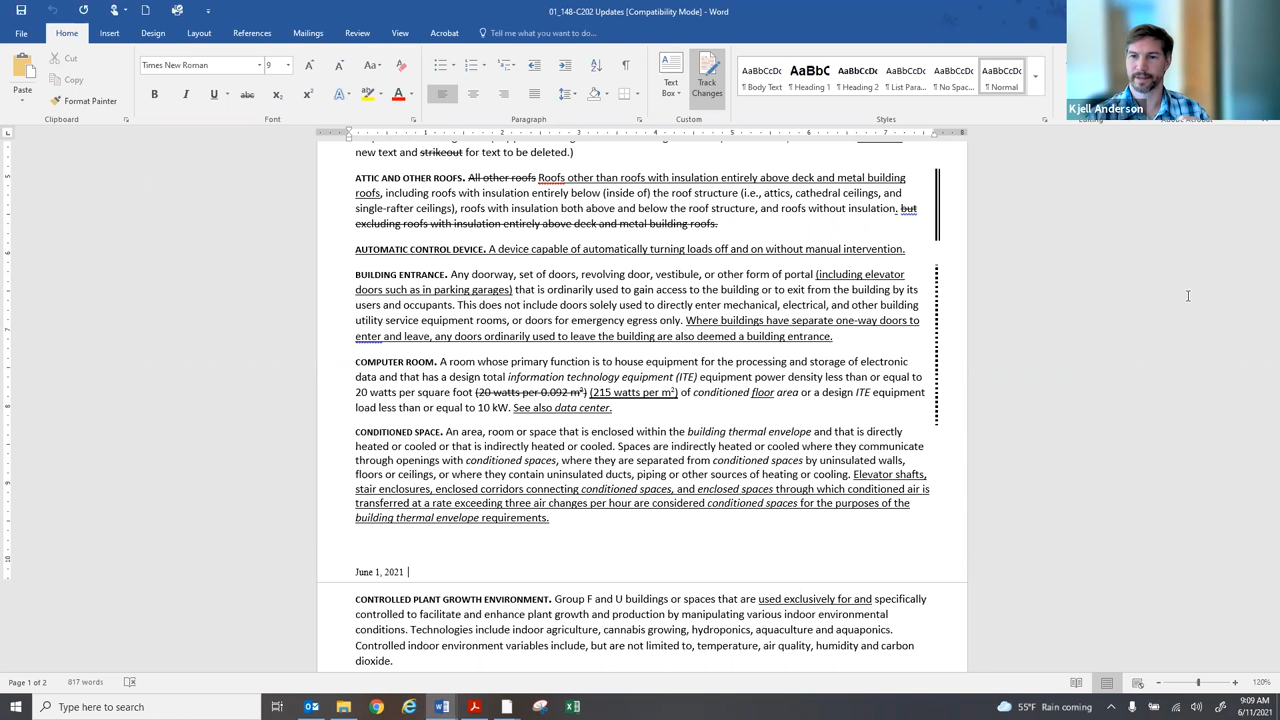 01_148-C202 Updates [Compatibility Mode] - Word
File Home Insert Design Layout References Mailings Review View Acrobat Tell me what you want to do...
Kjell Anderson
Paste
Cut
Copy
Format Painter
Clipboard
Times New Roman 9
Font
Paragraph
Text Box
Track Changes
Custom
AaBbCcDc ¶ Body Text
AaBbC ¶ Heading 1
AaBbCcDc ¶ Heading 2
AaBbCcDc ¶ List Para...
AaBbCcDc ¶ No Spac...
AaBbCcDc ¶ Normal
Styles
new text and strikeout for text to be deleted.)
ATTIC AND OTHER ROOFS. All other roofs Roofs other than roofs with insulation entirely above deck and metal building
roofs, including roofs with insulation entirely below (inside of) the roof structure (i.e., attics, cathedral ceilings, and
single-rafter ceilings), roofs with insulation both above and below the roof structure, and roofs without insulation. but
excluding roofs with insulation entirely above deck and metal building roofs.
AUTOMATIC CONTROL DEVICE. A device capable of automatically turning loads off and on without manual intervention.
BUILDING ENTRANCE. Any doorway, set of doors, revolving door, vestibule, or other form of portal (including elevator
doors such as in parking garages) that is ordinarily used to gain access to the building or to exit from the building by its
users and occupants. This does not include doors solely used to directly enter mechanical, electrical, and other building
utility service equipment rooms, or doors for emergency egress only. Where buildings have separate one-way doors to
enter and leave, any doors ordinarily used to leave the building are also deemed a building entrance.
COMPUTER ROOM. A room whose primary function is to house equipment for the processing and storage of electronic
data and that has a design total information technology equipment (ITE) equipment power density less than or equal to
20 watts per square foot (20 watts per 0.092 m²) (215 watts per m²) of conditioned floor area or a design ITE equipment
load less than or equal to 10 kW. See also data center.
CONDITIONED SPACE. An area, room or space that is enclosed within the building thermal envelope and that is directly
heated or cooled or that is indirectly heated or cooled. Spaces are indirectly heated or cooled where they communicate
through openings with conditioned spaces, where they are separated from conditioned spaces by uninsulated walls,
floors or ceilings, or where they contain uninsulated ducts, piping or other sources of heating or cooling. Elevator shafts,
stair enclosures, enclosed corridors connecting conditioned spaces, and enclosed spaces through which conditioned air is
transferred at a rate exceeding three air changes per hour are considered conditioned spaces for the purposes of the
building thermal envelope requirements.
June 1, 2021
CONTROLLED PLANT GROWTH ENVIRONMENT. Group F and U buildings or spaces that are used exclusively for and specifically
controlled to facilitate and enhance plant growth and production by manipulating various indoor environmental
conditions. Technologies include indoor agriculture, cannabis growing, hydroponics, aquaculture and aquaponics.
Controlled indoor environment variables include, but are not limited to, temperature, air quality, humidity and carbon
dioxide.
Page 1 of 2 817 words 120%
Type here to search
55°F Rain coming
9:09 AM
6/11/2021